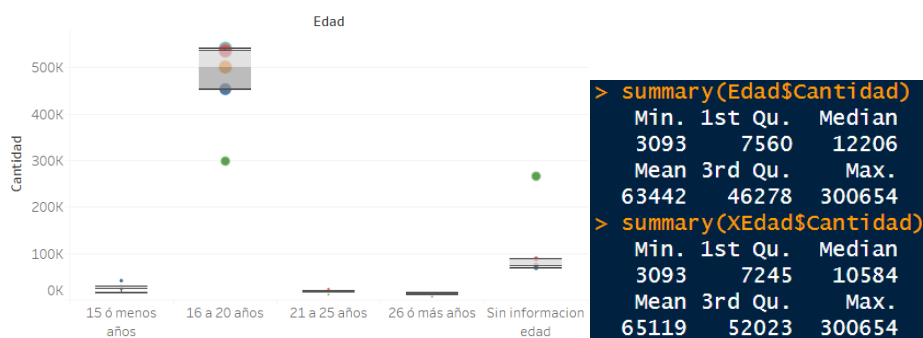 Edad
Cantidad
500K
400K
300K
200K
100K
0K
15 ó menos
años
16 a 20 años
21 a 25 años
26 ó más años
Sin informacion
edad
> summary(Edad$Cantidad)
Min. 1st Qu. Median
3093 7560 12206
Mean 3rd Qu. Max.
63442 46278 300654
> summary(XEdad$Cantidad)
Min. 1st Qu. Median
3093 7245 10584
Mean 3rd Qu. Max.
65119 52023 300654